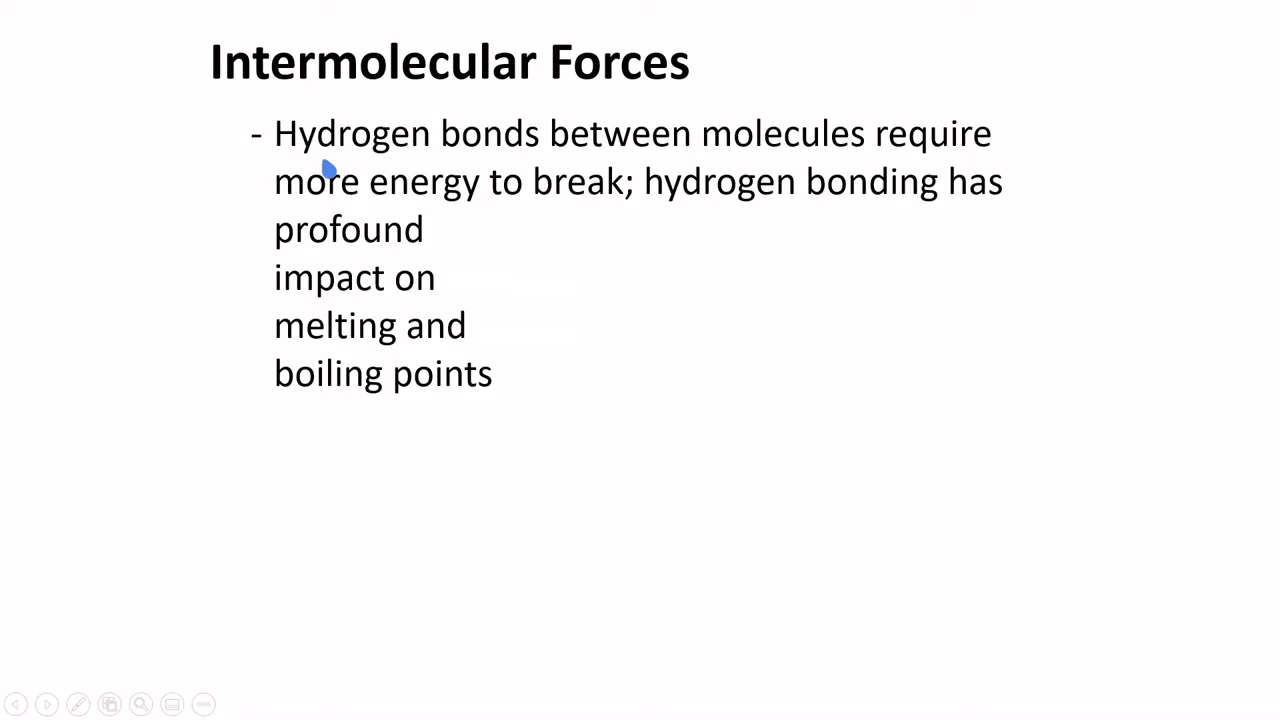 Intermolecular Forces
- Hydrogen bonds between molecules require
more energy to break; hydrogen bonding has
profound
impact on
melting and
boiling points